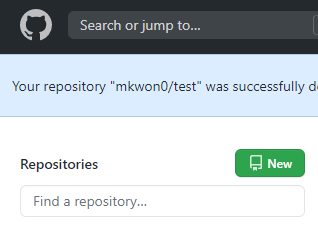 Search or jump to...
Your repository "mkwon0/test" was successfully
Repositories
New
Find a repository...